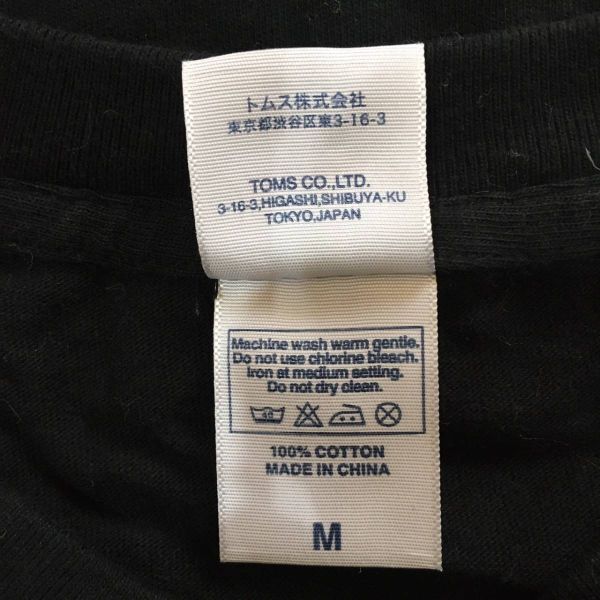 トムス株式会社
東京都渋谷区東3-16-3
TOMS CO.,LTD.
3-16-3,HIGASHI,SHIBUYA-KU
TOKYO,JAPAN
Machine wash warm gentle.
Do not use chlorine bleach.
Iron at medium setting.
Do not dry clean.
40
100% COTTON
MADE IN CHINA
M